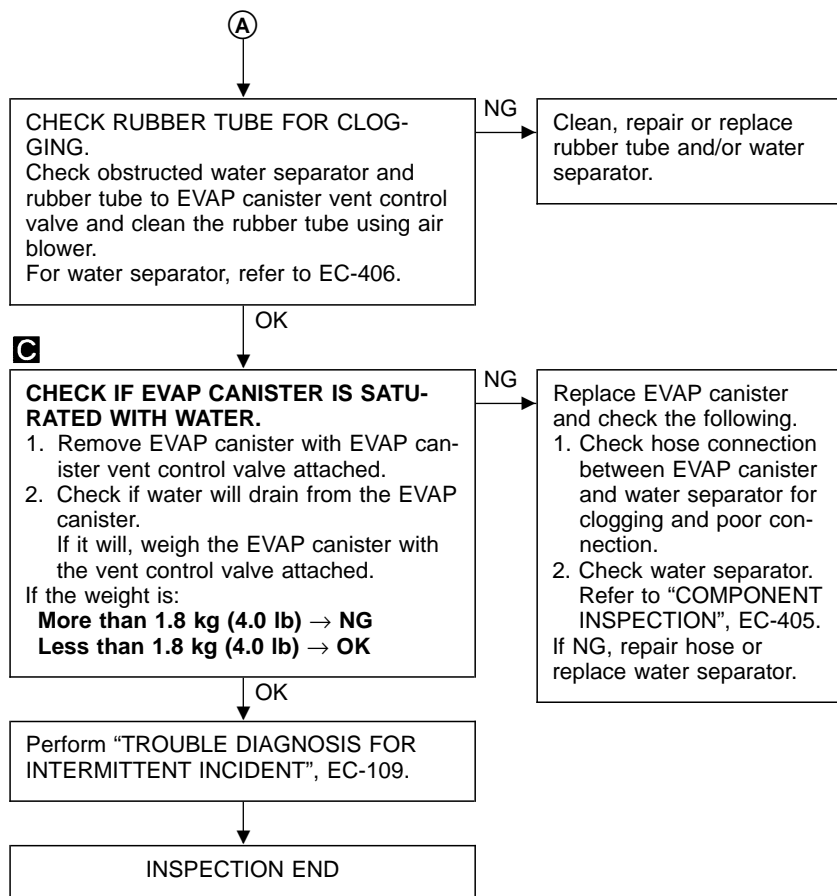 A
CHECK RUBBER TUBE FOR CLOG-
GING.
Check obstructed water separator and
rubber tube to EVAP canister vent control
valve and clean the rubber tube using air
blower.
For water separator, refer to EC-406.
NG
Clean, repair or replace
rubber tube and/or water
separator.
OK
C
CHECK IF EVAP CANISTER IS SATU-
RATED WITH WATER.
1. Remove EVAP canister with EVAP can-
ister vent control valve attached.
2. Check if water will drain from the EVAP
canister.
If it will, weigh the EVAP canister with
the vent control valve attached.
If the weight is:
More than 1.8 kg (4.0 lb) → NG
Less than 1.8 kg (4.0 lb) → OK
NG
Replace EVAP canister
and check the following.
1. Check hose connection
between EVAP canister
and water separator for
clogging and poor con-
nection.
2. Check water separator.
Refer to “COMPONENT
INSPECTION”, EC-405.
If NG, repair hose or
replace water separator.
OK
Perform “TROUBLE DIAGNOSIS FOR
INTERMITTENT INCIDENT”, EC-109.
INSPECTION END